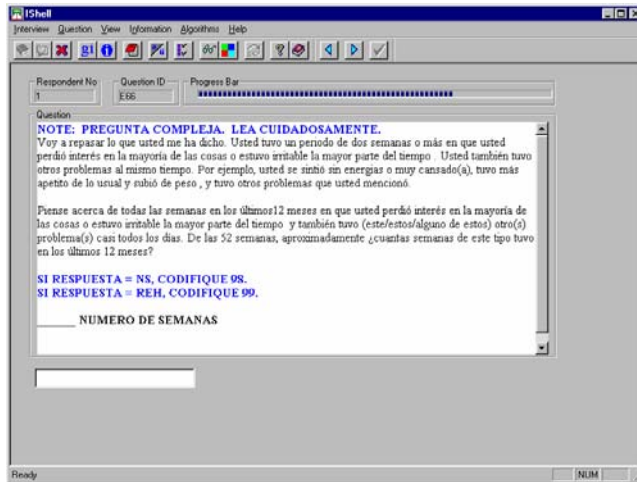 IShell
Interview Question View Information Algorithms Help
Respondent No
Question ID
Progress Bar
1
E66
Question
NOTE: PREGUNTA COMPLEJA. LEA CUIDADOSAMENTE.
Voy a repasar lo que usted me ha dicho. Usted tuvo un periodo de dos semanas o más en que usted
perdió interés en la mayoría de las cosas o estuvo irritable la mayor parte del tiempo . Usted también tuvo
otros problemas al mismo tiempo. Por ejemplo, usted se sintió sin energias o muy cansado(a), tuvo más
apetito de lo usual y subió de peso , y tuvo otros problemas que usted mencionó.
Piense acerca de todas las semanas en los últimos12 meses en que usted perdió interés en la mayoría de
las cosas o estuvo irritable la mayor parte del tiempo y también tuvo (este/estos/alguno de estos) otro(s)
problema(s) casi todos los días. De las 52 semanas, aproximadamente ¿cuantas semanas de este tipo tuvo
en los últimos 12 meses?
SI RESPUESTA = NS, CODIFIQUE 98.
SI RESPUESTA = REH, CODIFIQUE 99.
______ NUMERO DE SEMANAS
Ready
NUM